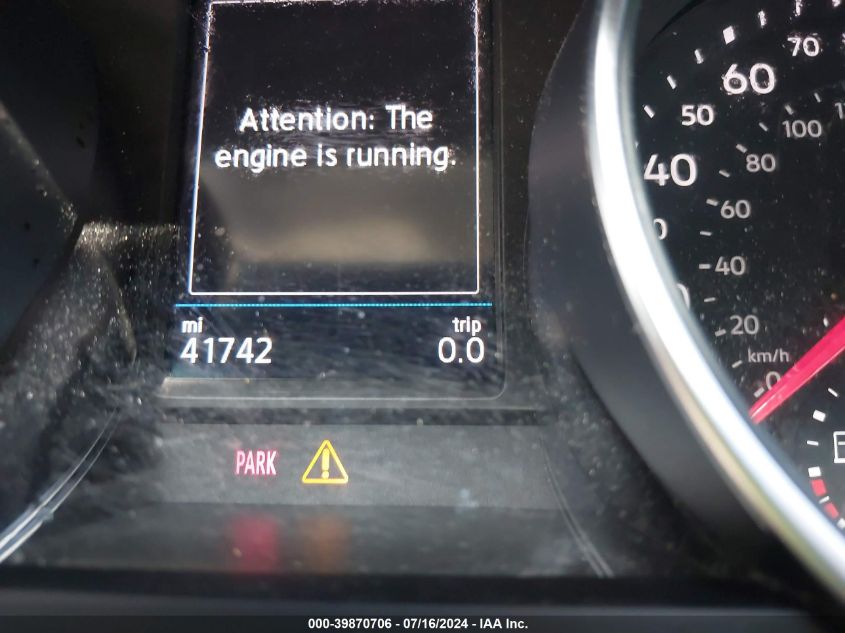 Attention: The
engine is running.
mi
41742
trip
0.0
PARK
60
70
50
40
100
80
60
40
20
km/h
0
000-39870706 - 07/16/2024 - IAA Inc.